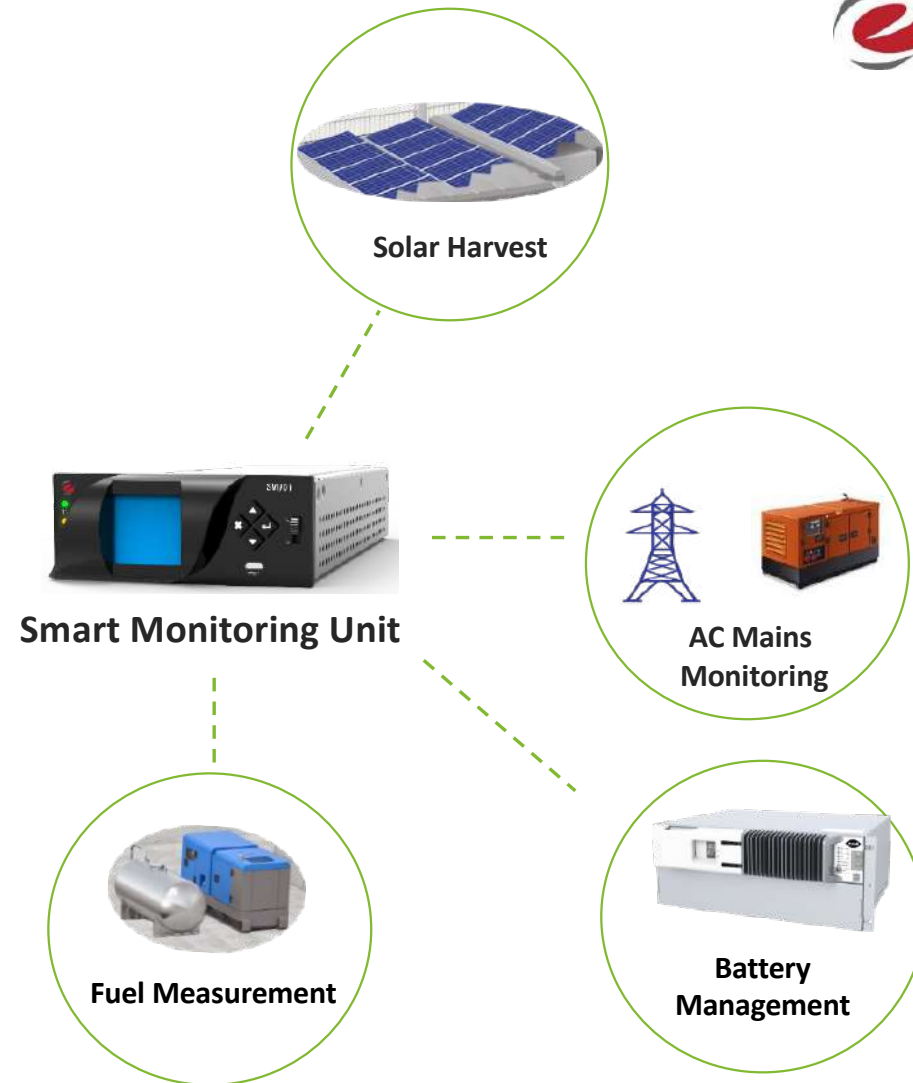 Solar Harvest
Smart Monitoring Unit
AC Mains
Monitoring
Fuel Measurement
Battery
Management